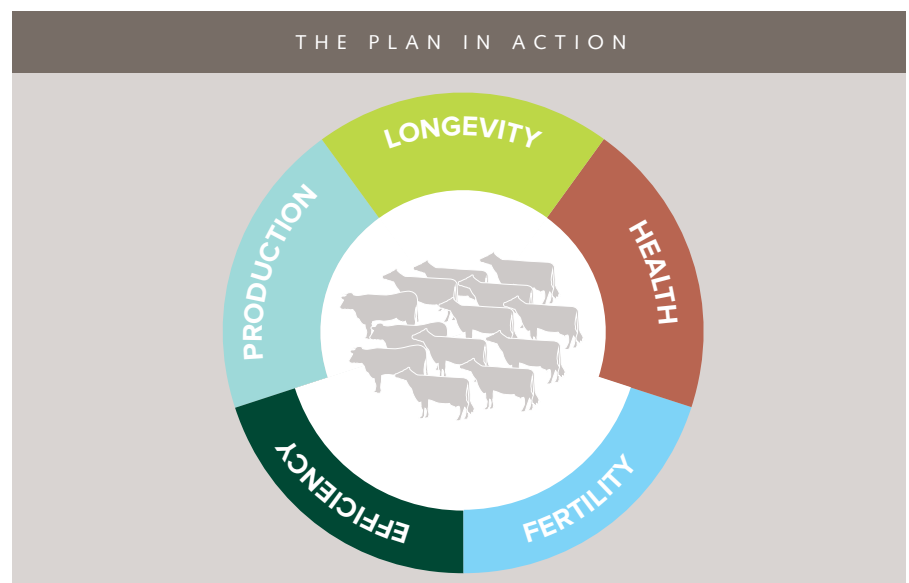 THE PLAN IN ACTION
LONGEVITY
HEALTH
FERTILITY
EFFICIENCY
PRODUCTION